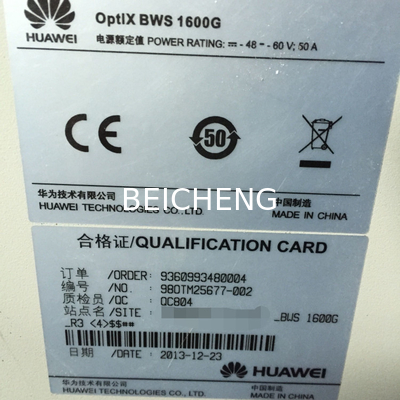 OptiX BWS 1600G
电源额定值 POWER RATING: ⎓ -48 - -60 V; 50 A
HUAWEI
CE
50
华为技术有限公司
HUAWEI TECHNOLOGIES CO.,LTD.
中国制造
MADE IN CHINA
BEICHENG
合格证/QUALIFICATION CARD
订单 /ORDER: 9360993480004
编号 /NO. : 980TM25677-002
质检员/QC : QC804
站点名/SITE : _BWS 1600G
_R3 <4>$$==
日期 /DATE : 2013-12-23
HUAWEI
华为技术有限公司
HUAWEI TECHNOLOGIES CO.,LTD.
中国制造
MADE IN CHINA